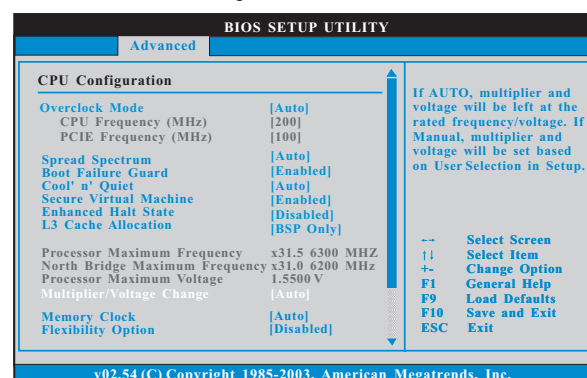 BIOS SETUP UTILITY
Advanced
CPU Configuration
Overclock Mode [Auto]
CPU Frequency (MHz) [200]
PCIE Frequency (MHz) [100]
Spread Spectrum [Auto]
Boot Failure Guard [Enabled]
Cool' n' Quiet [Auto]
Secure Virtual Machine [Enabled]
Enhanced Halt State [Disabled]
L3 Cache Allocation [BSP Only]
Processor Maximum Frequency x31.5 6300 MHZ
North Bridge Maximum Frequency x31.0 6200 MHz
Processor Maximum Voltage 1.5500 V
Multiplier/Voltage Change [Auto]
Memory Clock [Auto]
Flexibility Option [Disabled]
If AUTO, multiplier and
voltage will be left at the
rated frequency/voltage. If
Manual, multiplier and
voltage will be set based
on User Selection in Setup.
←→ Select Screen
↑↓ Select Item
+- Change Option
F1 General Help
F9 Load Defaults
F10 Save and Exit
ESC Exit
v02.54 (C) Copyright 1985-2003, American Megatrends, Inc.